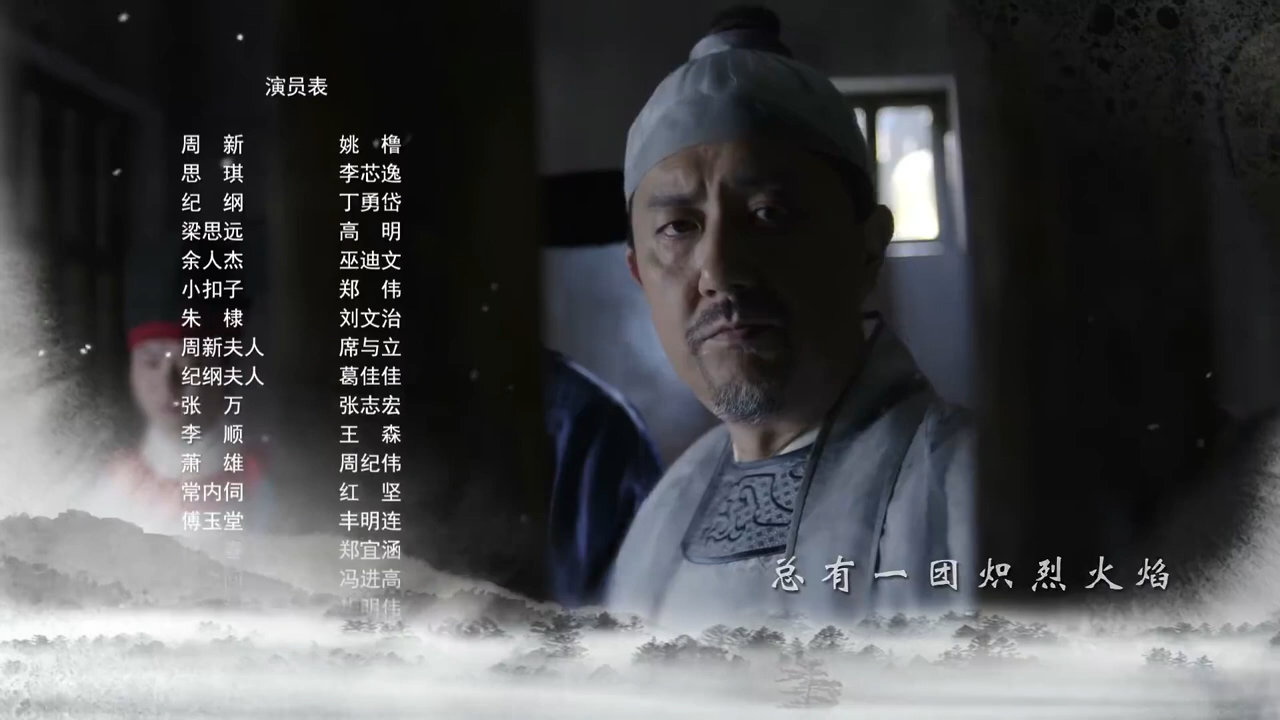 演员表
周 新 姚 橹
思 琪 李芯逸
纪 纲 丁勇岱
梁思远 高 明
余人杰 巫迪文
小扣子 郑 伟
朱 棣 刘文治
周新夫人 席与立
纪纲夫人 葛佳佳
张 万 张志宏
李 顺 王 森
萧 雄 周纪伟
常内伺 红 坚
傅玉堂 丰明连
郑宜涵
冯进高
总有一团炽烈火焰